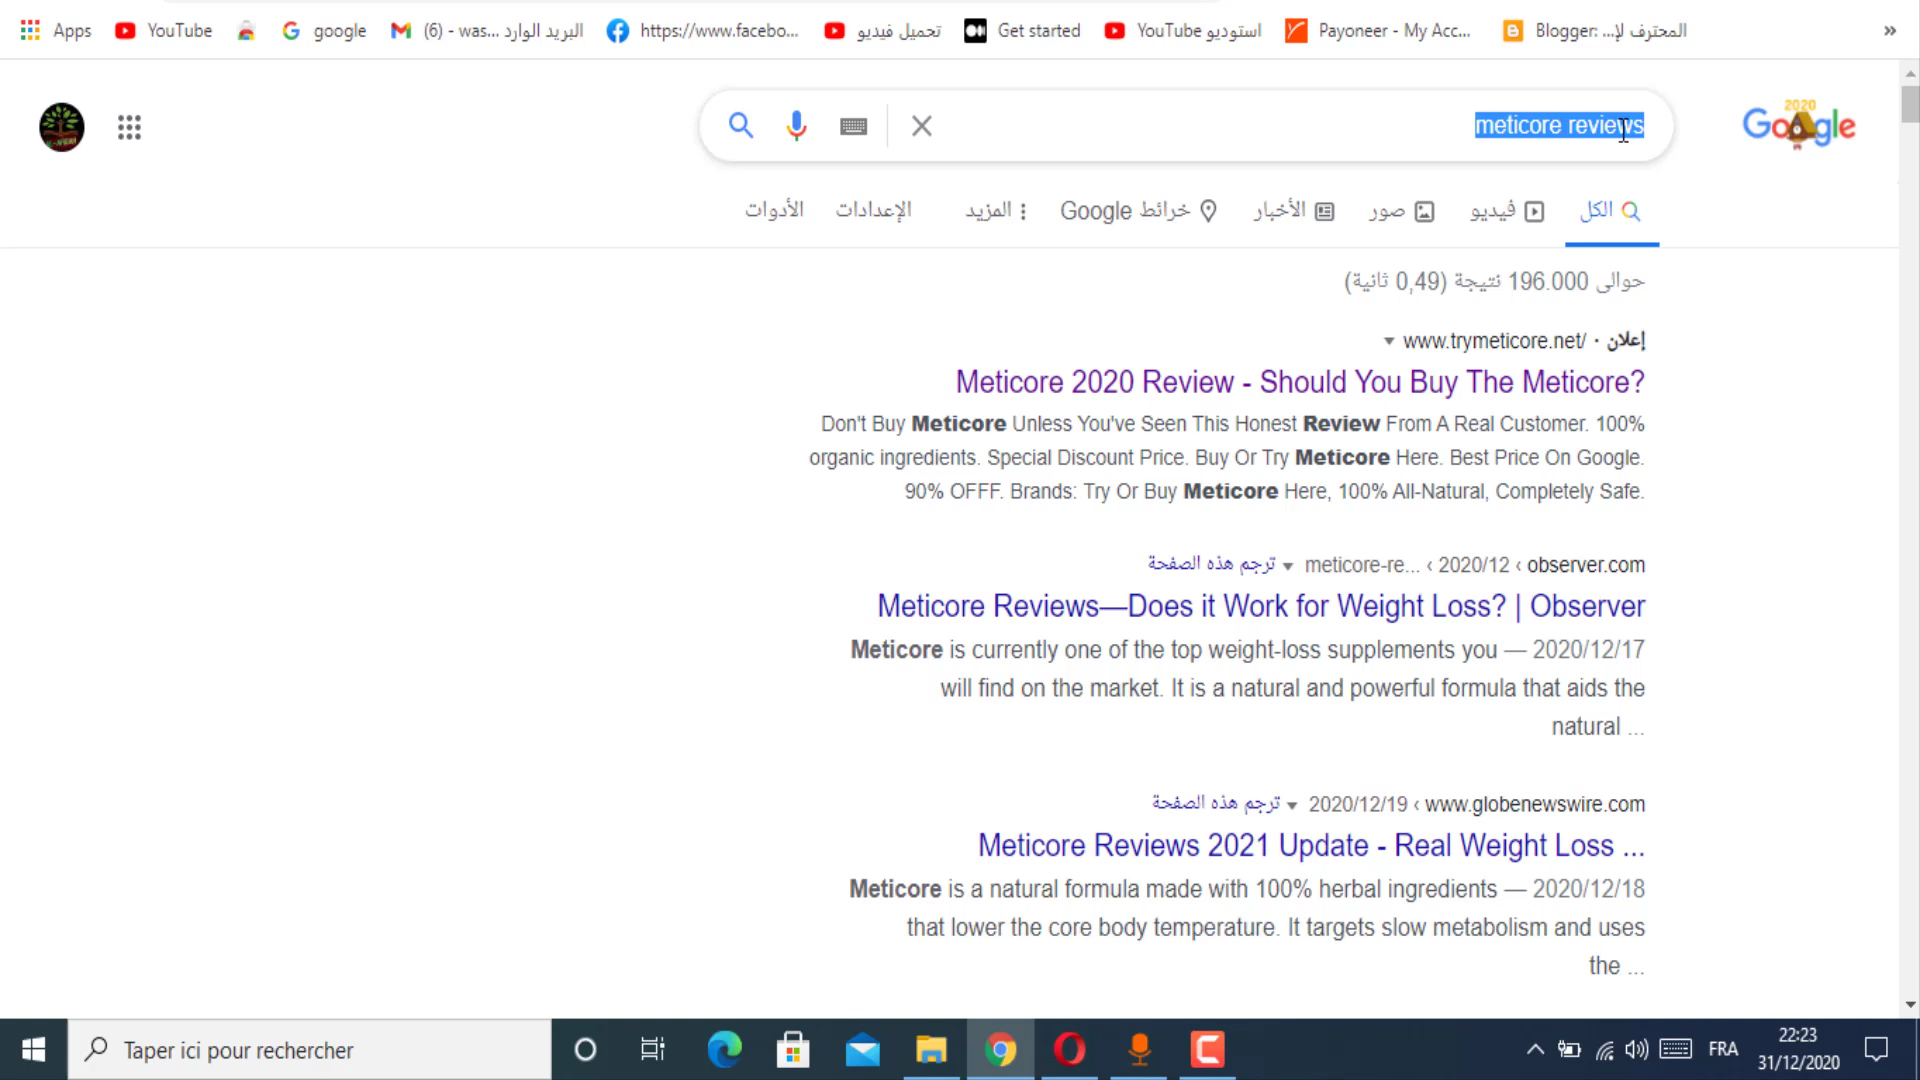 Apps
YouTube
google
البريد الوارد (6) - was...
https://www.facebo...
تحميل فيديو
Get started
استوديو YouTube
Payoneer - My Acc...
Blogger: ...المحترف لإ
»
meticore reviews
2020
Google
الكل
فيديو
صور
الأخبار
خرائط Google
المزيد
الإعدادات
الأدوات
حوالى 196.000 نتيجة (0,49 ثانية)
إعلان · www.trymeticore.net/
Meticore 2020 Review - Should You Buy The Meticore?
Don't Buy Meticore Unless You've Seen This Honest Review From A Real Customer. 100%
organic ingredients. Special Discount Price. Buy Or Try Meticore Here. Best Price On Google.
90% OFFF. Brands: Try Or Buy Meticore Here, 100% All-Natural, Completely Safe.
observer.com › 2020/12 › meticore-re... ترجم هذه الصفحة
Meticore Reviews—Does it Work for Weight Loss? | Observer
Meticore is currently one of the top weight-loss supplements you — 2020/12/17
will find on the market. It is a natural and powerful formula that aids the
natural ...
www.globenewswire.com › 2020/12/19 ترجم هذه الصفحة
Meticore Reviews 2021 Update - Real Weight Loss ...
Meticore is a natural formula made with 100% herbal ingredients — 2020/12/18
that lower the core body temperature. It targets slow metabolism and uses
the ...
Taper ici pour rechercher
FRA
22:23
31/12/2020